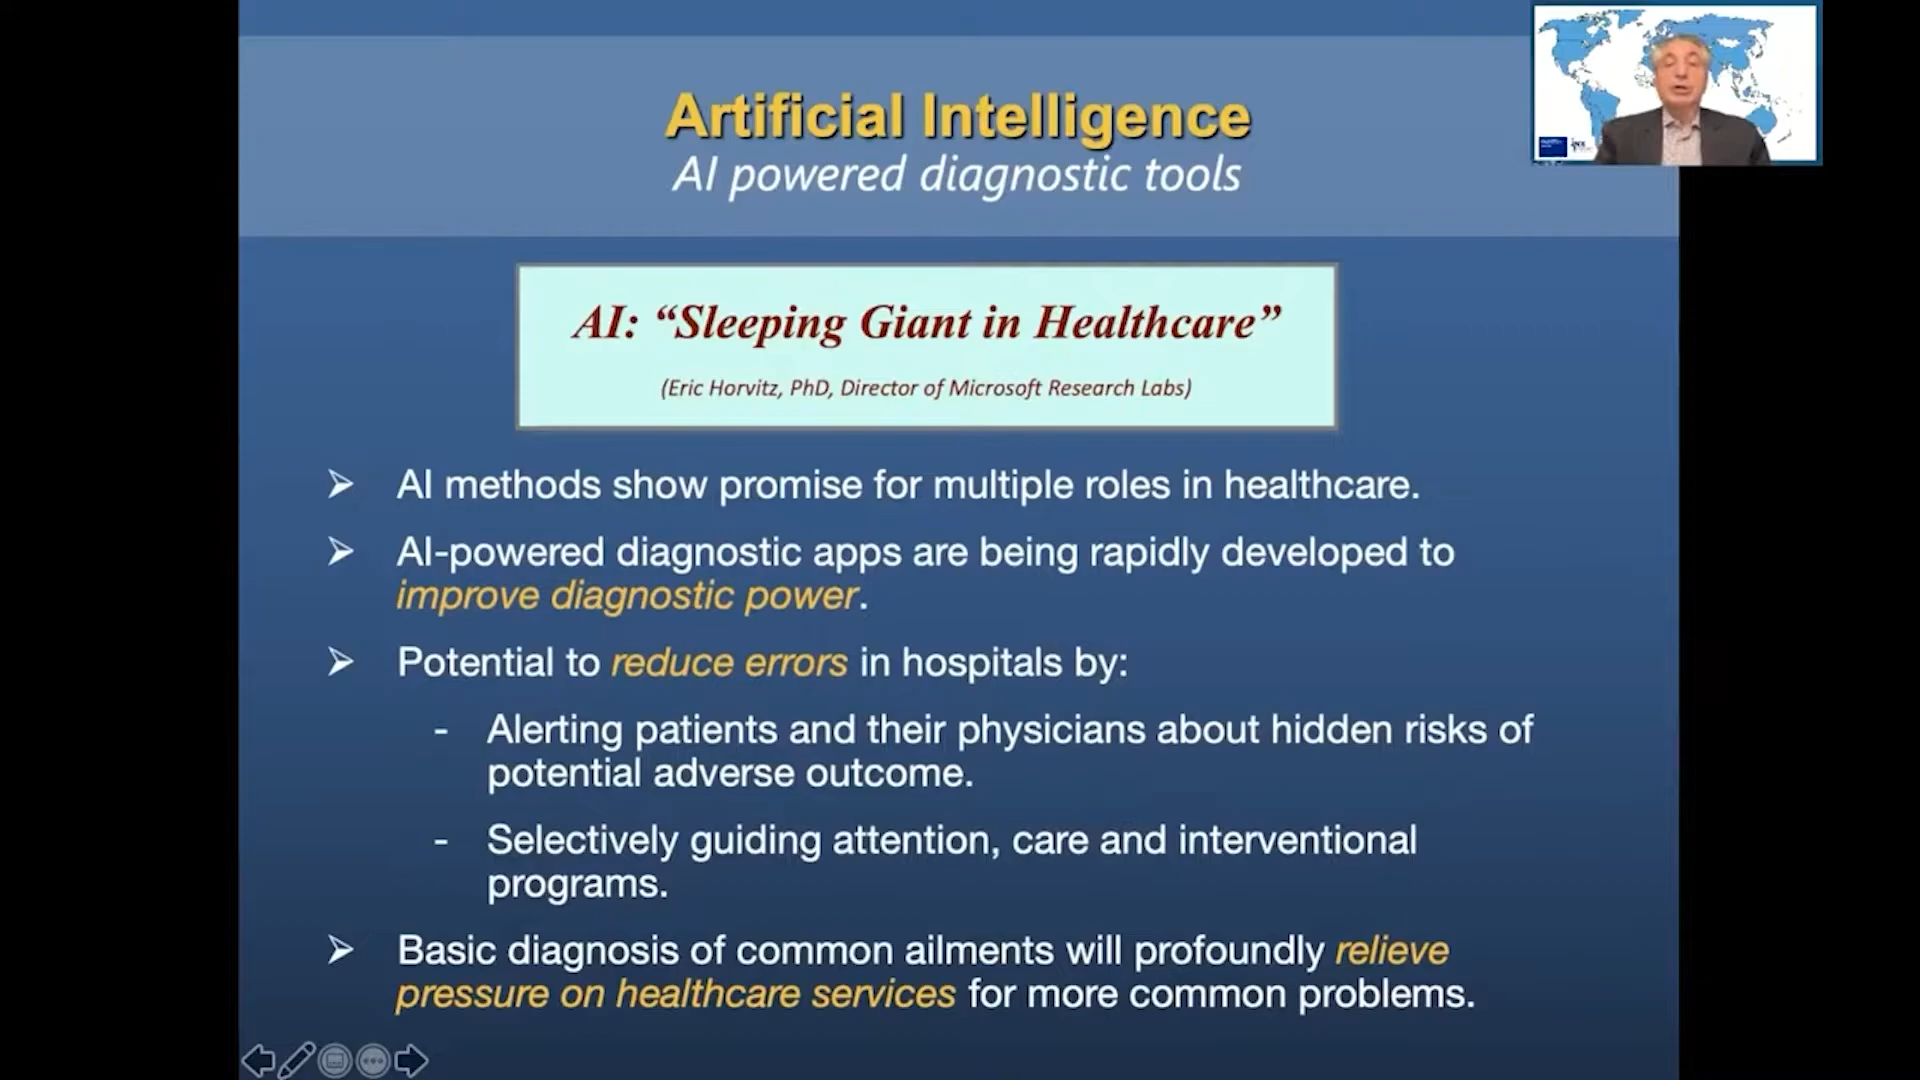 Artificial Intelligence
AI powered diagnostic tools
AI: “Sleeping Giant in Healthcare”
(Eric Horvitz, PhD, Director of Microsoft Research Labs)
➢ AI methods show promise for multiple roles in healthcare.
➢ AI-powered diagnostic apps are being rapidly developed to
improve diagnostic power.
➢ Potential to reduce errors in hospitals by:
- Alerting patients and their physicians about hidden risks of
potential adverse outcome.
- Selectively guiding attention, care and interventional
programs.
➢ Basic diagnosis of common ailments will profoundly relieve
pressure on healthcare services for more common problems.